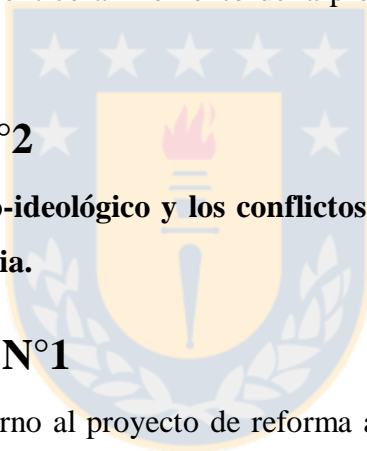 °2
o-ideológico y los conflictos
ia.
N°1
rno al proyecto de reforma a